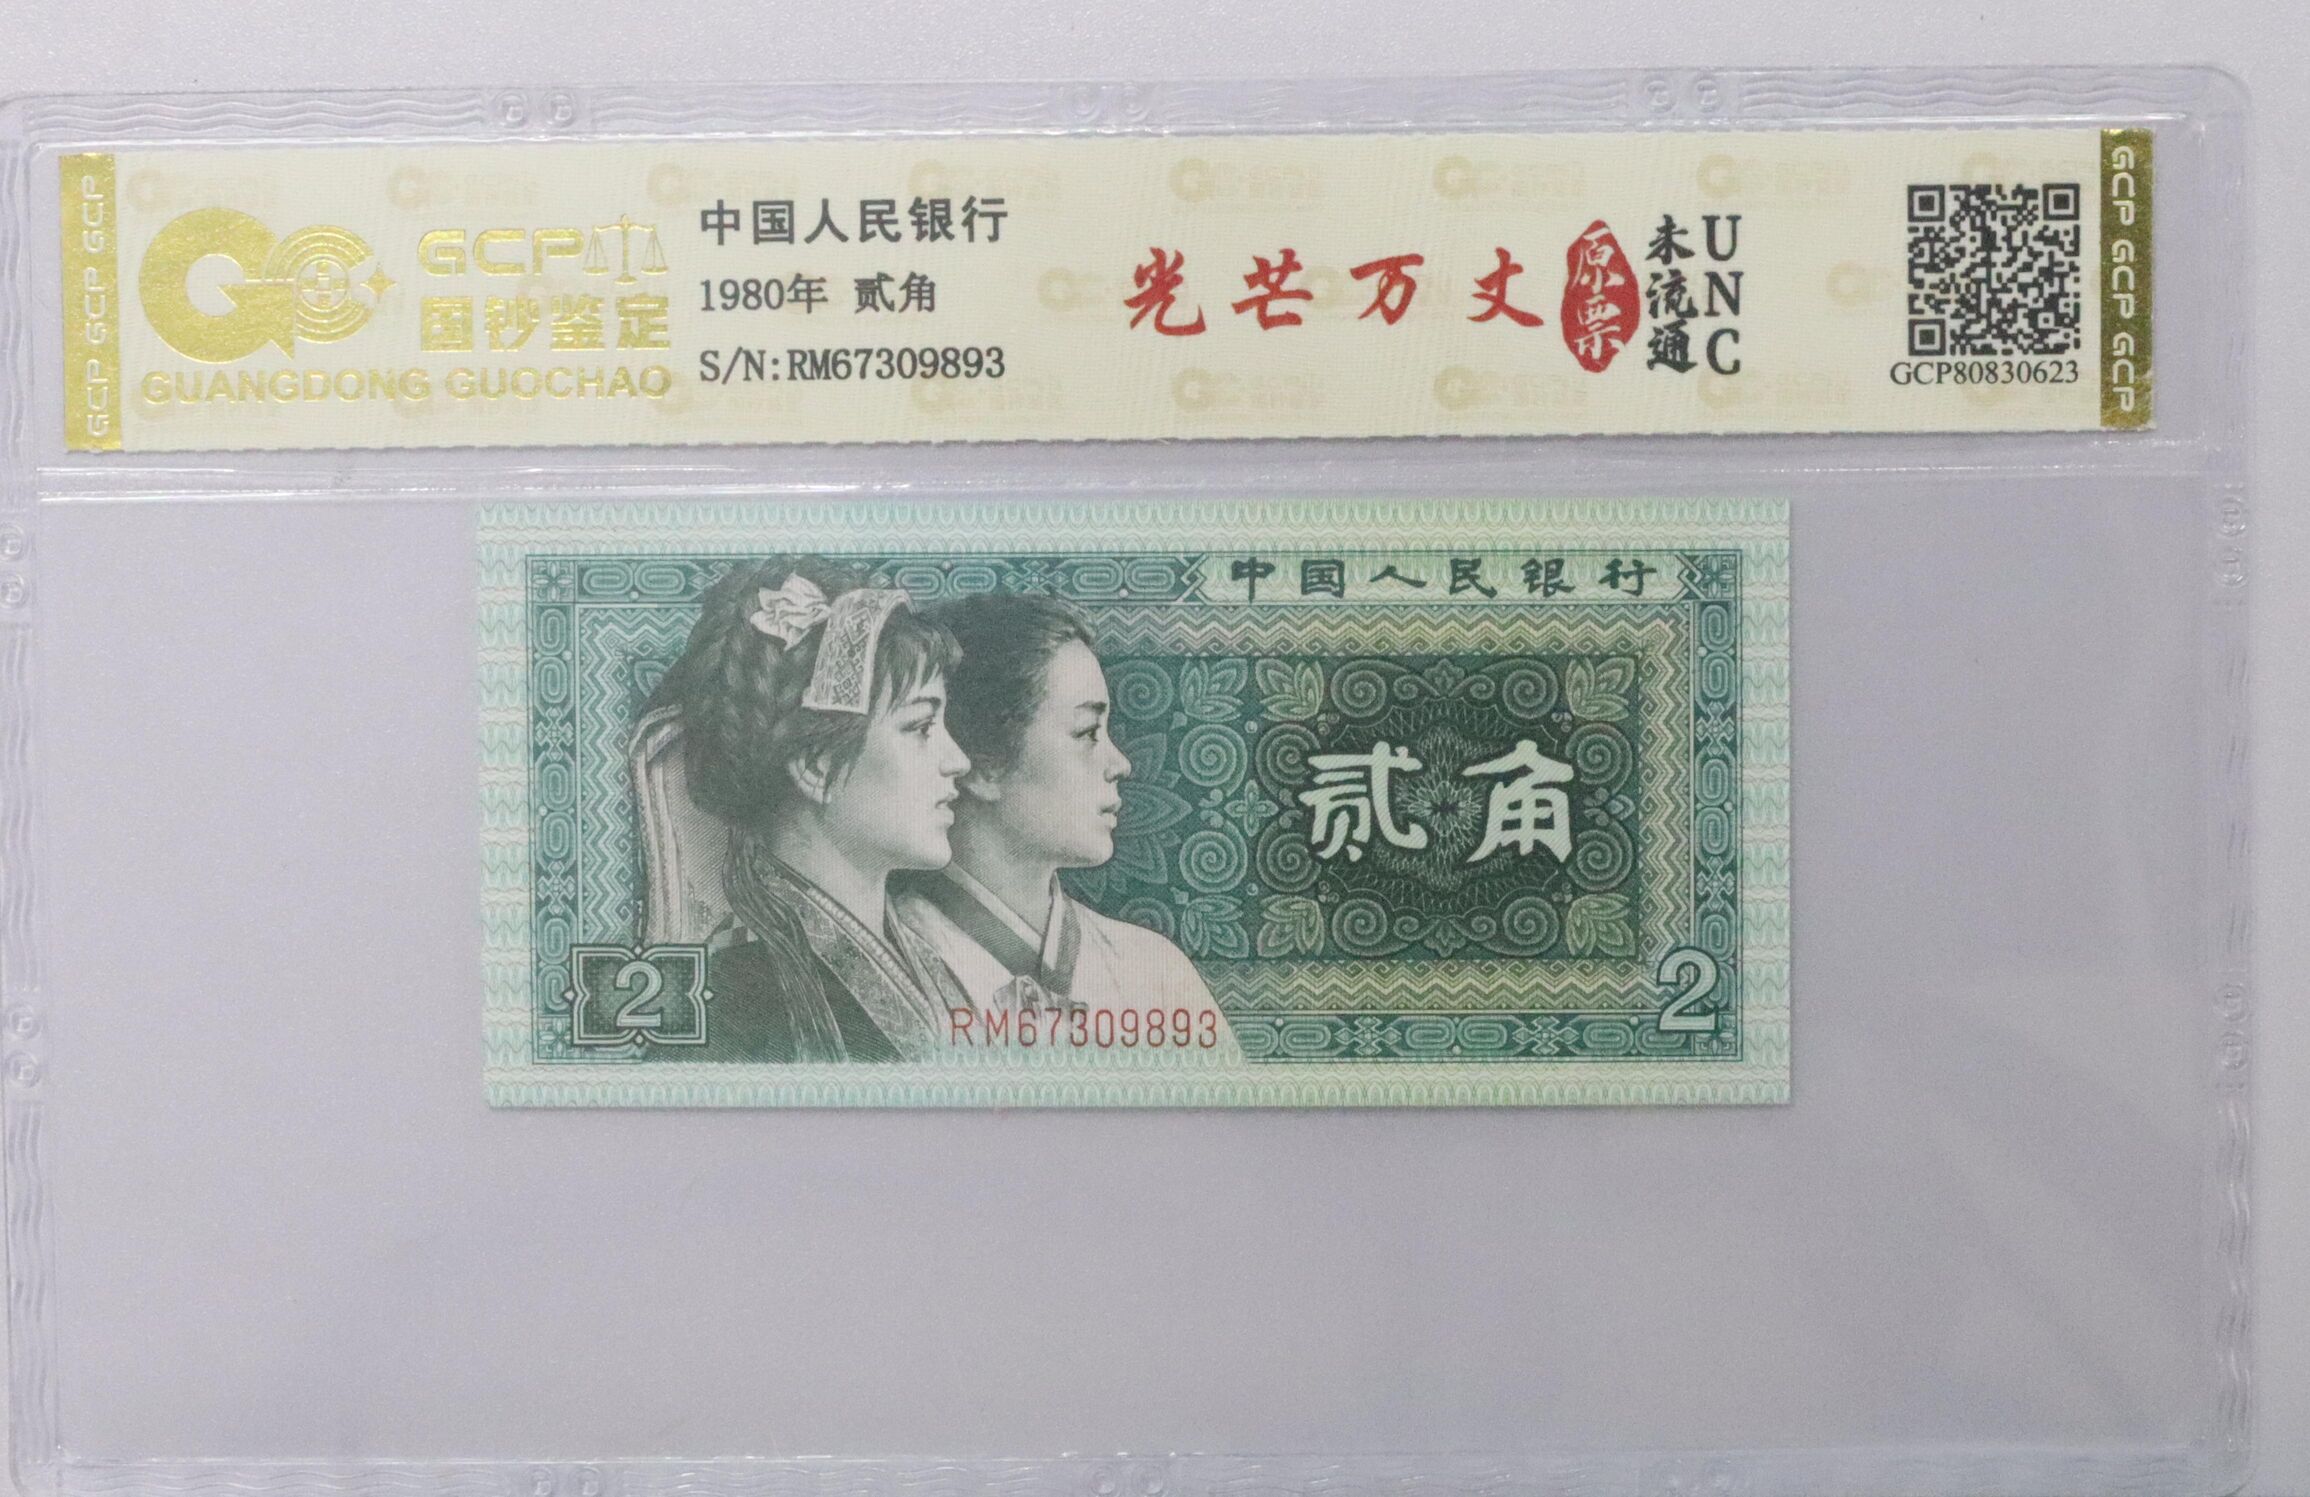 GCP GCP GCP
GCP
国钞鉴定
GUANGDONG GUOCHAO
中国人民银行
1980年 贰角
S/N:RM67309893
光芒万丈
原票
未流通
UNC
GCP80830623
GCP GCP GCP
中国人民银行
贰角
2
RM67309893
2